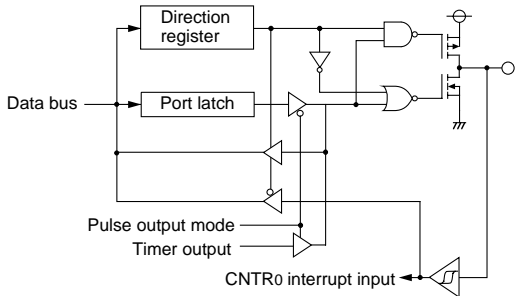 Direction
register
Data bus
Port latch
Pulse output mode
Timer output
CNTR0 interrupt input